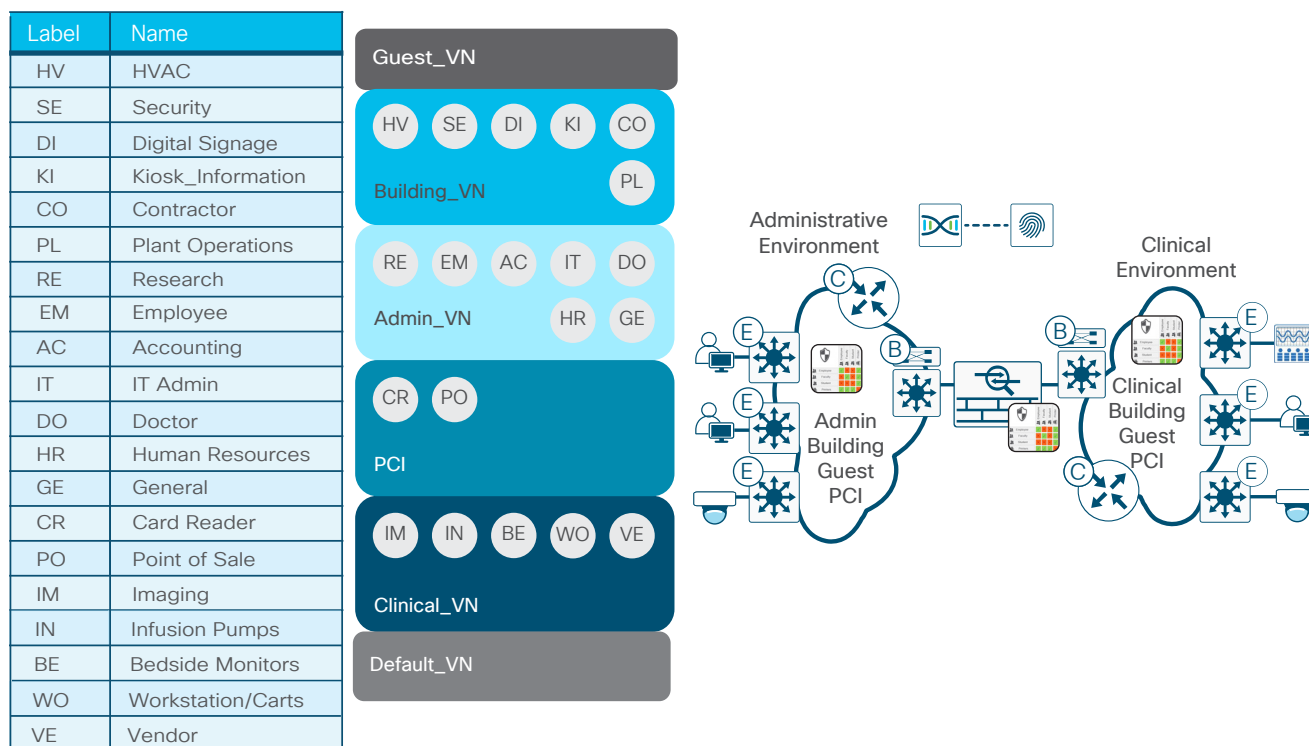 Label Name
HV HVAC
SE Security
DI Digital Signage
KI Kiosk_Information
CO Contractor
PL Plant Operations
RE Research
EM Employee
AC Accounting
IT IT Admin
DO Doctor
HR Human Resources
GE General
CR Card Reader
PO Point of Sale
IM Imaging
IN Infusion Pumps
BE Bedside Monitors
WO Workstation/Carts
VE Vendor
Guest_VN
HV SE DI KI CO
PL
Building_VN
RE EM AC IT DO
HR GE
Admin_VN
CR PO
PCI
IM IN BE WO VE
Clinical_VN
Default_VN
Administrative
Environment
C
E
E
E
B
Admin
Building
Guest
PCI
Clinical
Environment
B
E
E
E
C
Clinical
Building
Guest
PCI